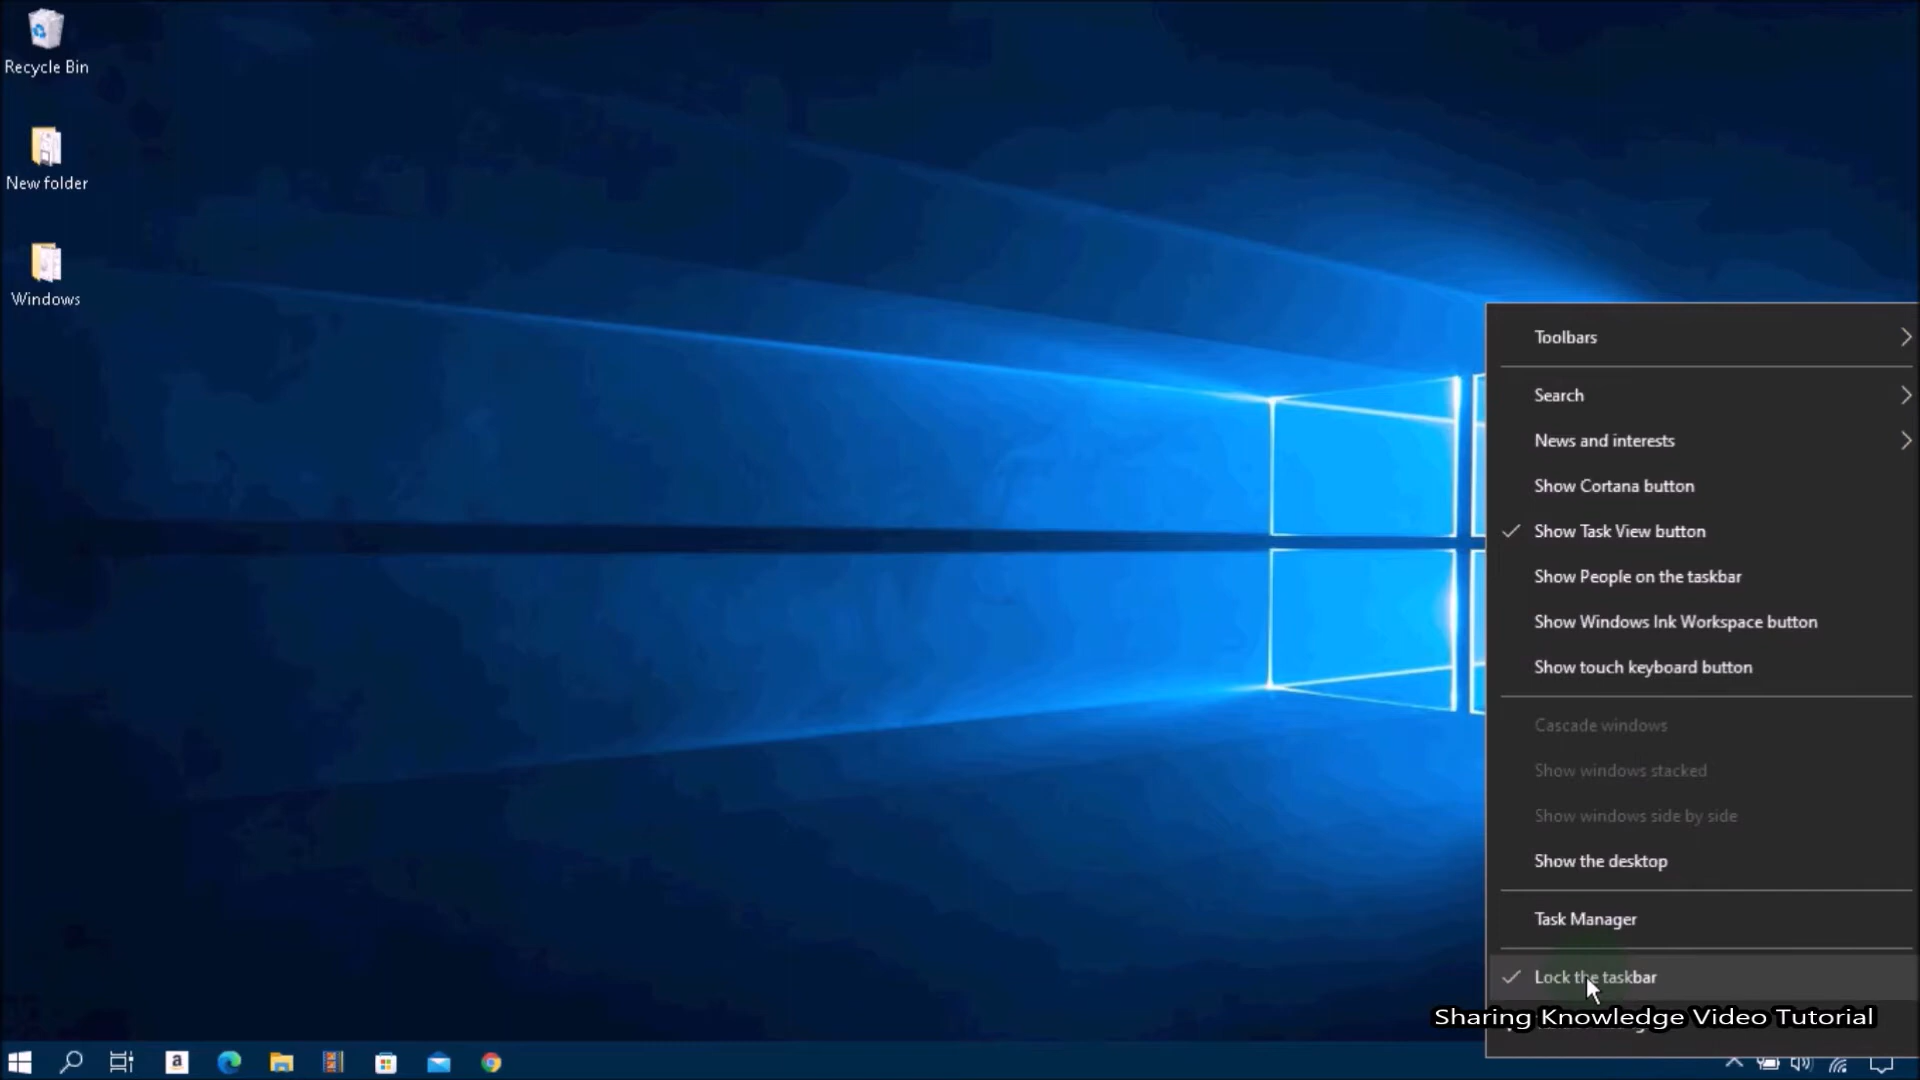 Recycle Bin
New folder
Windows
Toolbars
Search
News and interests
Show Cortana button
Show Task View button
Show People on the taskbar
Show Windows Ink Workspace button
Show touch keyboard button
Cascade windows
Show windows stacked
Show windows side by side
Show the desktop
Task Manager
Lock the taskbar
Sharing Knowledge Video Tutorial
a